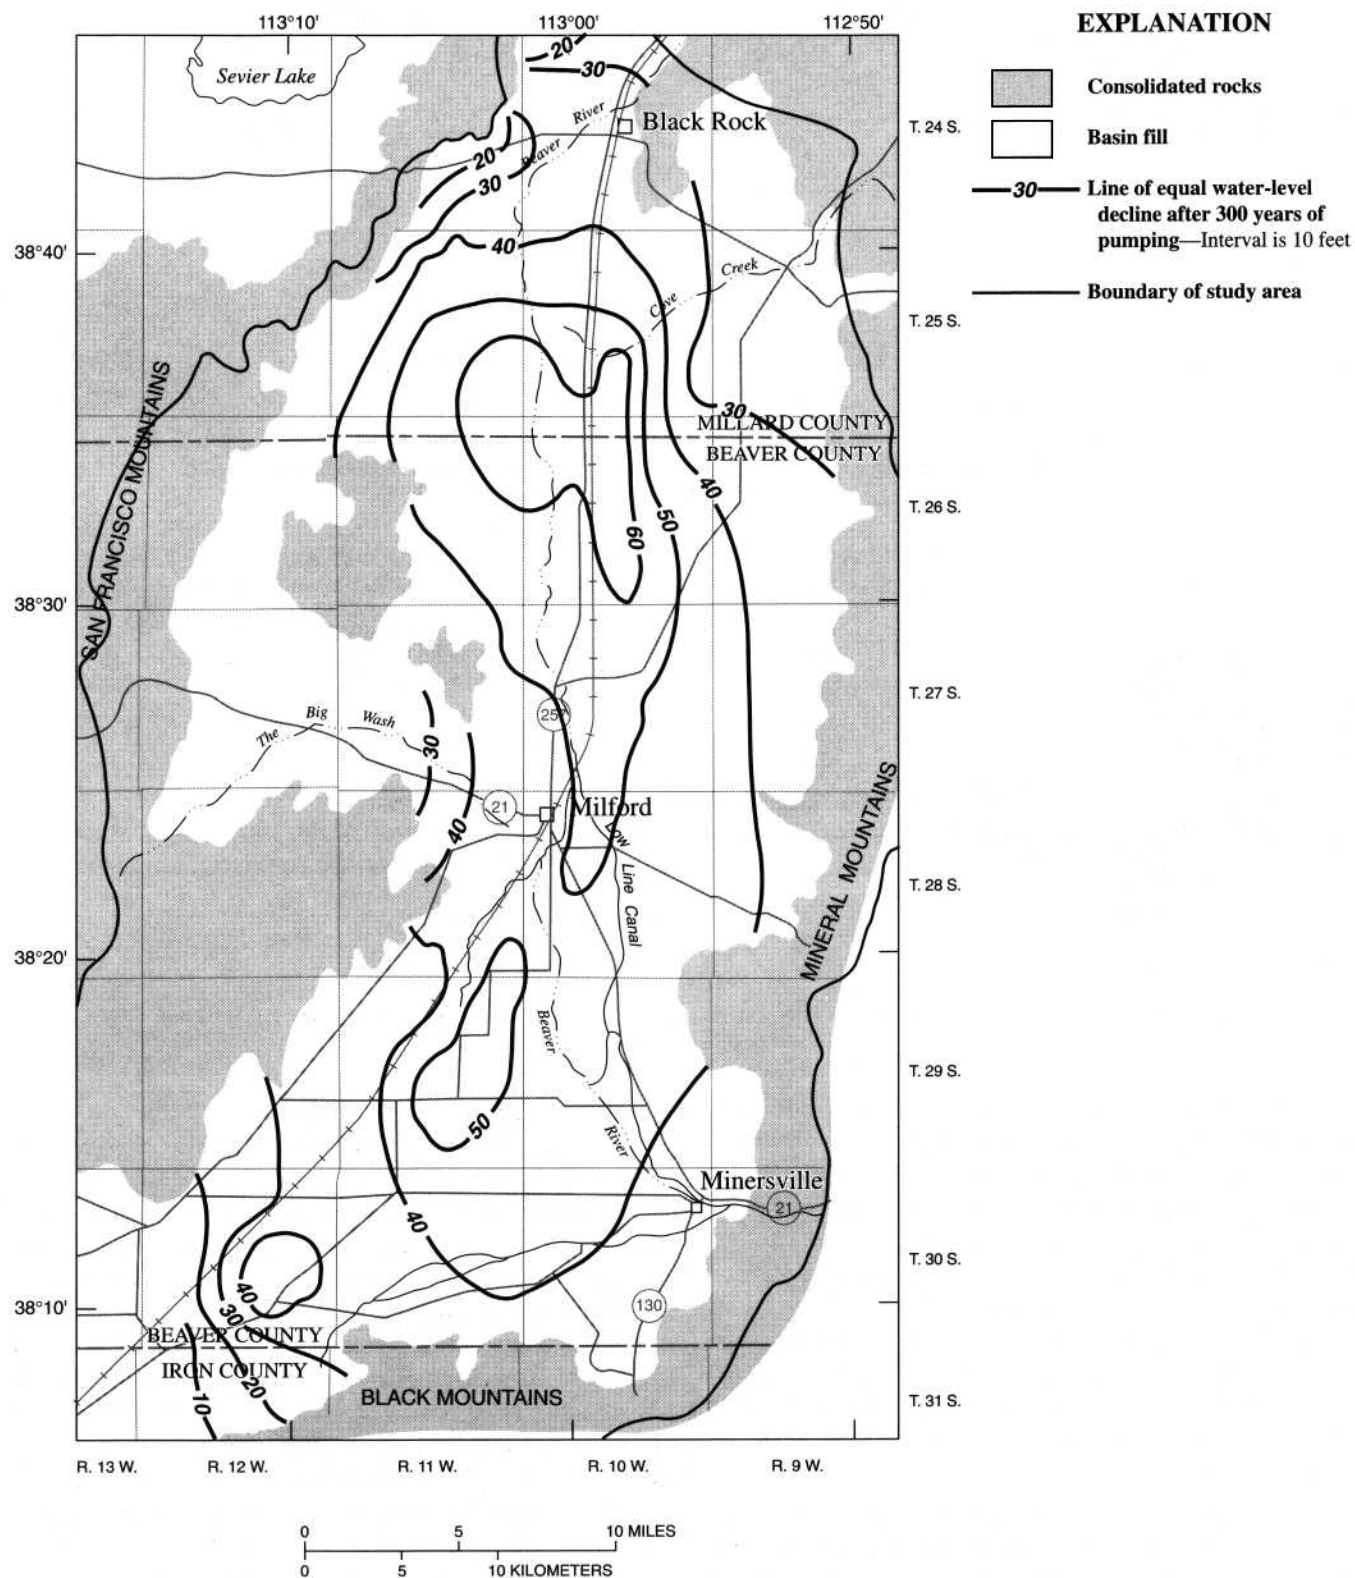 113°10'
113°00'
112°50'
EXPLANATION
Consolidated rocks
Basin fill
30 Line of equal water-level
decline after 300 years of
pumping—Interval is 10 feet
Boundary of study area
Sevier Lake
20
30
River
Beaver
Black Rock
T. 24 S.
20
30
38°40'
40
Creek
Cove
T. 25 S.
30
MILLARD COUNTY
BEAVER COUNTY
SAN FRANCISCO MOUNTAINS
40
50
60
T. 26 S.
38°30'
T. 27 S.
The Big Wash
257
30
40
21
Milford
Low Line Canal
MINERAL MOUNTAINS
T. 28 S.
38°20'
Beaver
River
T. 29 S.
50
Minersville
21
40
T. 30 S.
40
30
38°10'
130
BEAVER COUNTY
IRON COUNTY
20
10
BLACK MOUNTAINS
T. 31 S.
R. 13 W.
R. 12 W.
R. 11 W.
R. 10 W.
R. 9 W.
0 5 10 MILES
0 5 10 KILOMETERS